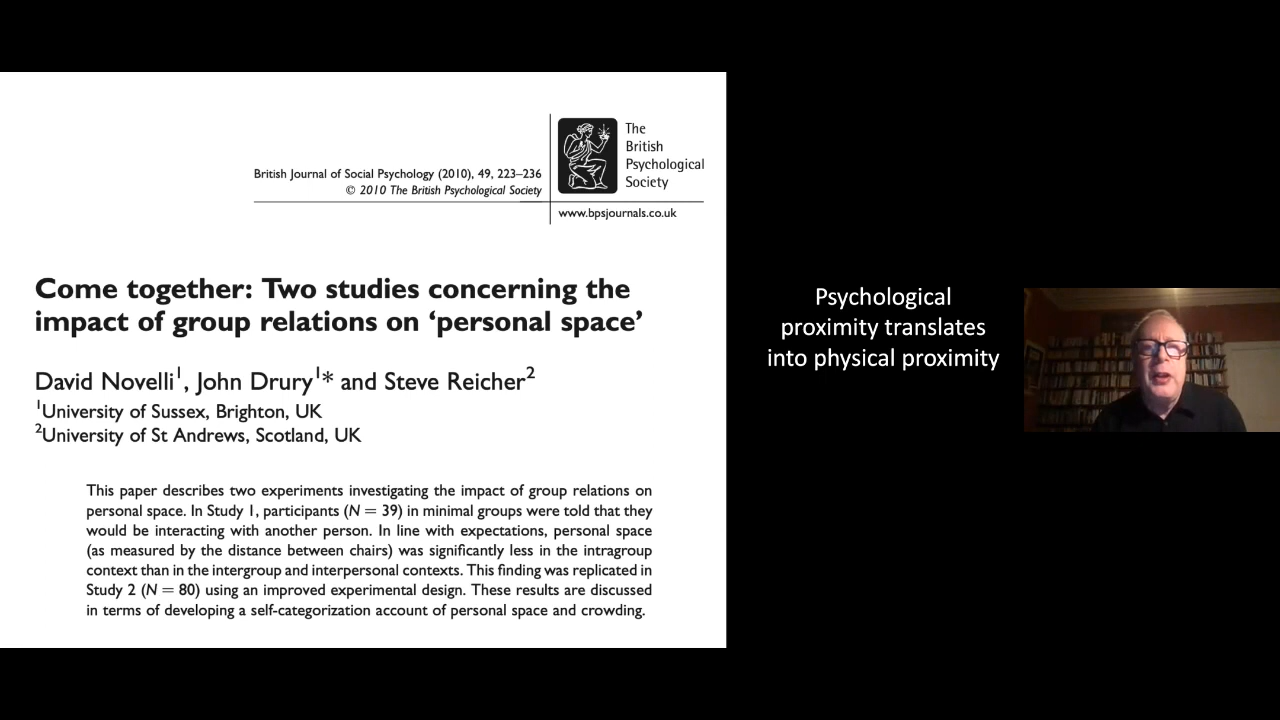 The
British
Psychological
Society
British Journal of Social Psychology (2010), 49, 223–236
© 2010 The British Psychological Society
www.bpsjournals.co.uk
Come together: Two studies concerning the
impact of group relations on ‘personal space’
David Novelli1, John Drury1* and Steve Reicher2
1University of Sussex, Brighton, UK
2University of St Andrews, Scotland, UK
This paper describes two experiments investigating the impact of group relations on
personal space. In Study 1, participants (N = 39) in minimal groups were told that they
would be interacting with another person. In line with expectations, personal space
(as measured by the distance between chairs) was significantly less in the intragroup
context than in the intergroup and interpersonal contexts. This finding was replicated in
Study 2 (N = 80) using an improved experimental design. These results are discussed
in terms of developing a self-categorization account of personal space and crowding.
Psychological
proximity translates
into physical proximity